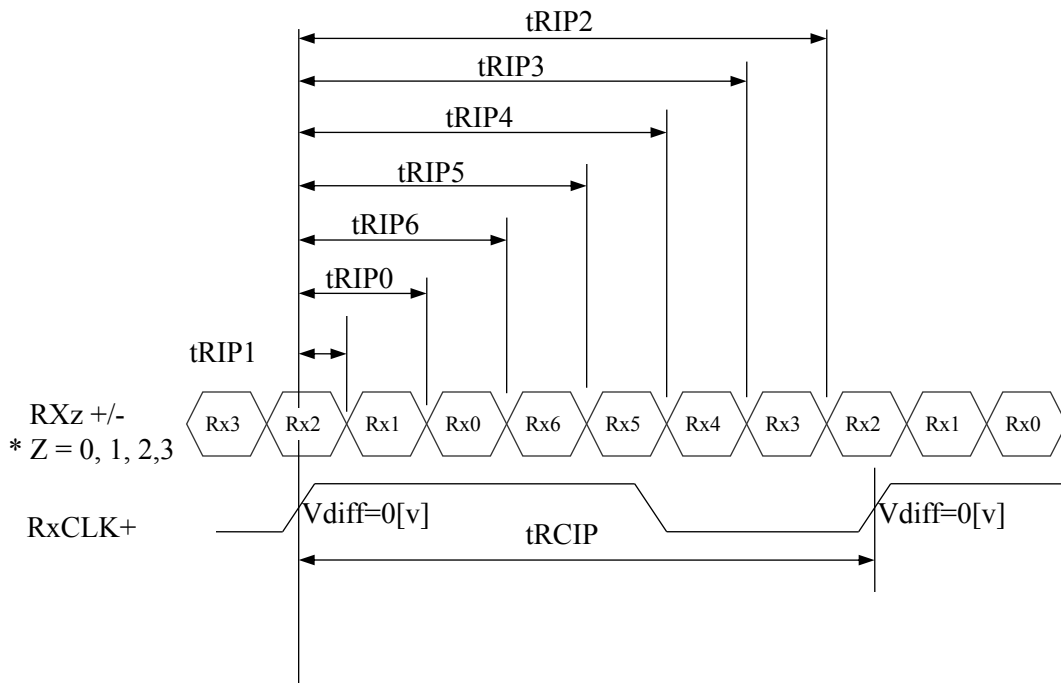 tRIP2
tRIP3
tRIP4
tRIP5
tRIP6
tRIP0
tRIP1
RXz +/-
* Z = 0, 1, 2,3
Rx3 Rx2 Rx1 Rx0 Rx6 Rx5 Rx4 Rx3 Rx2 Rx1 Rx0
RxCLK+
Vdiff=0[v] Vdiff=0[v]
tRCIP